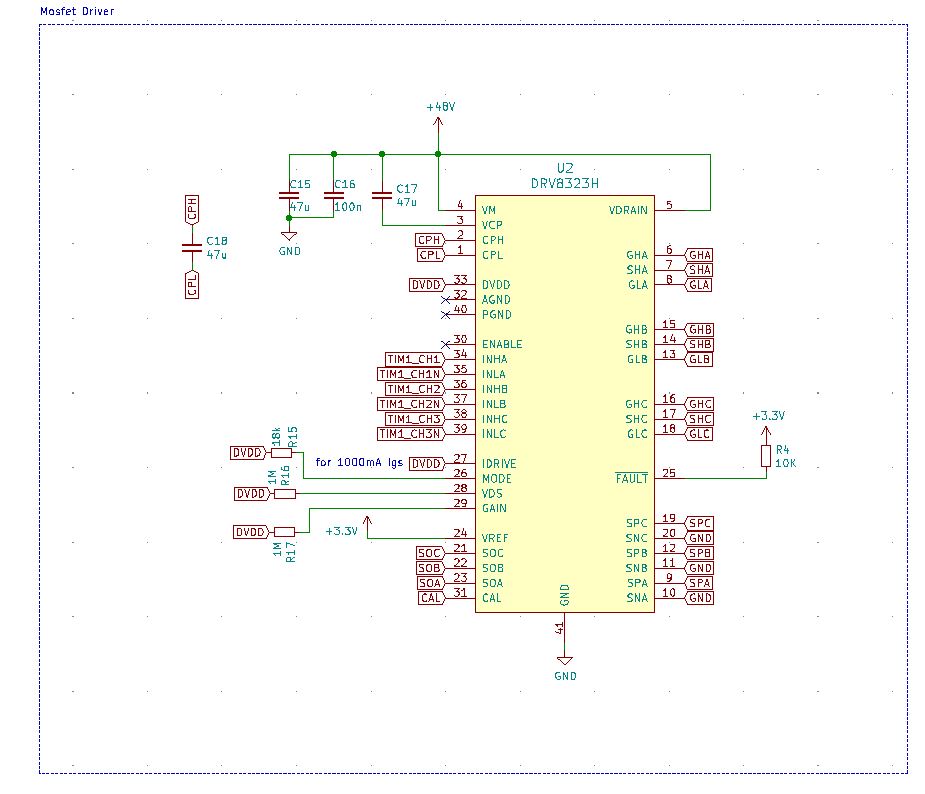 Mosfet Driver
+48V
U2
DRV8323H
C15
47u
C16
100n
C17
47u
GND
CPH
C18
47u
CPL
4 VM
3 VCP
CPH 2 CPH
CPL 1 CPL
DVDD 33 DVDD
32 AGND
40 PGND
30 ENABLE
TIM1_CH1 34 INHA
TIM1_CH1N 35 INLA
TIM1_CH2 36 INHB
TIM1_CH2N 37 INLB
TIM1_CH3 38 INHC
TIM1_CH3N 39 INLC
for 1000mA Igs DVDD 27 IDRIVE
26 MODE
28 VDS
29 GAIN
24 VREF
SOC 21 SOC
SOB 22 SOB
SOA 23 SOA
CAL 31 CAL
DVDD 18k R15
DVDD 1M R16
DVDD 1M R17
+3.3V
VDRAIN 5
GHA 6 GHA
SHA 7 SHA
GLA 8 GLA
GHB 15 GHB
SHB 14 SHB
GLB 13 GLB
GHC 16 GHC
SHC 17 SHC
GLC 18 GLC
FAULT 25
+3.3V
R4
10K
SPC 19 SPC
SNC 20 GND
SPB 12 SPB
SNB 11 GND
SPA 9 SPA
SNA 10 GND
GND
41
GND